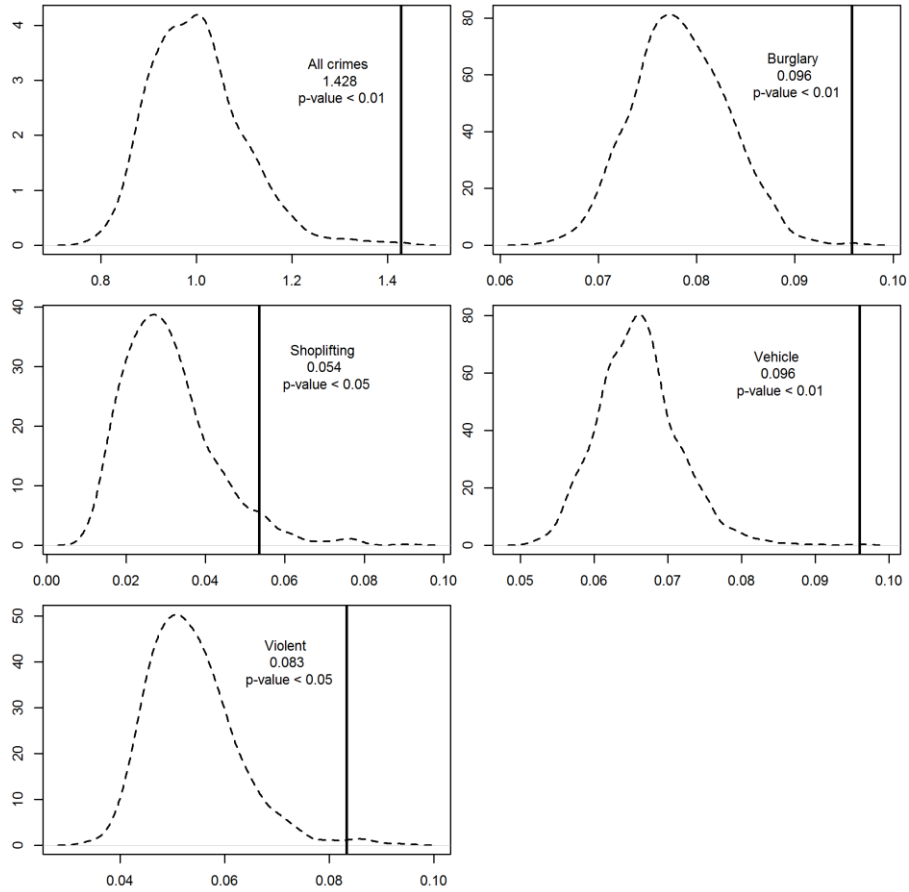 4
3
2
1
0
All crimes
1.428
p-value < 0.01
0.8 1.0 1.2 1.4
80
60
40
20
0
Burglary
0.096
p-value < 0.01
0.06 0.07 0.08 0.09 0.10
40
30
20
10
0
Shoplifting
0.054
p-value < 0.05
0.00 0.02 0.04 0.06 0.08 0.10
80
60
40
20
0
Vehicle
0.096
p-value < 0.01
0.05 0.06 0.07 0.08 0.09 0.10
50
40
30
20
10
0
Violent
0.083
p-value < 0.05
0.04 0.06 0.08 0.10